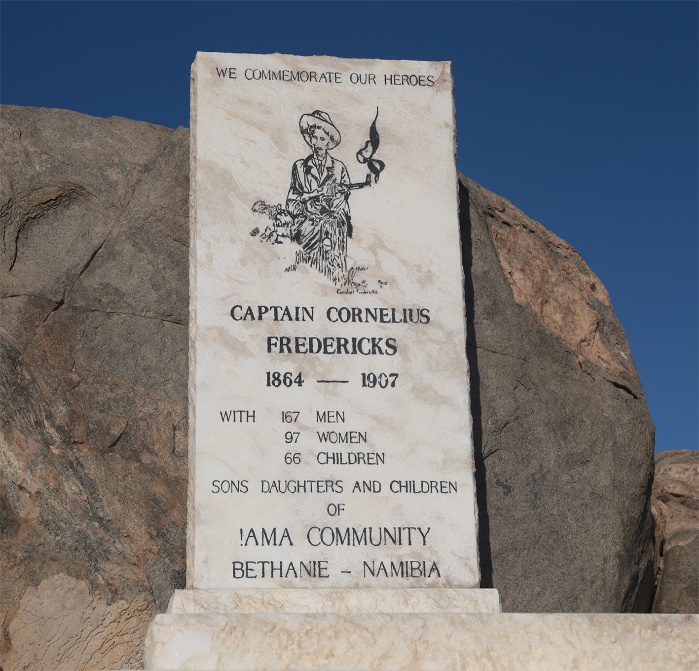 WE COMMEMORATE OUR HEROES
CAPTAIN CORNELIUS
FREDERICKS
1864 — 1907
WITH 167 MEN
97 WOMEN
66 CHILDREN
SONS DAUGHTERS AND CHILDREN
OF
!AMA COMMUNITY
BETHANIE – NAMIBIA